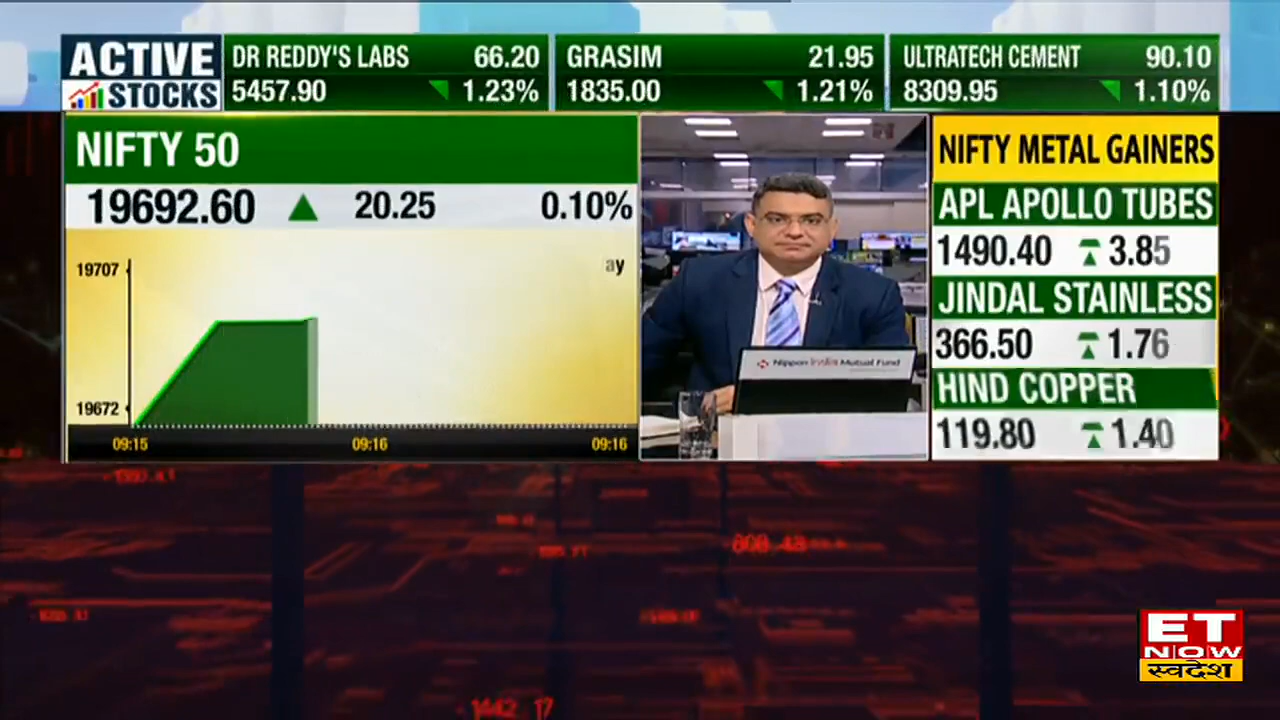 ACTIVE STOCKS
DR REDDY'S LABS 66.20
5457.90 1.23%
GRASIM 21.95
1835.00 1.21%
ULTRATECH CEMENT 90.10
8309.95 1.10%
NIFTY 50
19692.60 20.25 0.10%
ay
19707
19672
09:15 09:16 09:16
Nippon India Mutual Fund
NIFTY METAL GAINERS
APL APOLLO TUBES
1490.40 3.85
JINDAL STAINLESS
366.50 1.76
HIND COPPER
119.80 1.40
1442.17
ET
NOW
स्वदेश